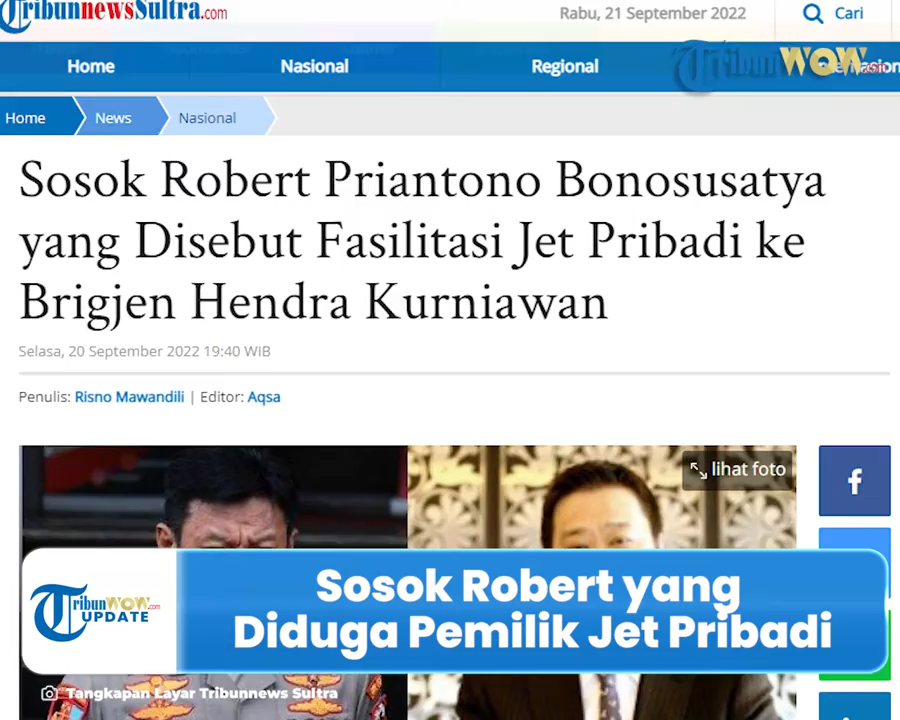 TribunnewsSultra.com
Rabu, 21 September 2022
Cari
Home
Nasional
Regional
TribunWOW.com
Home
News
Nasional
Sosok Robert Priantono Bonosusatya
yang Disebut Fasilitasi Jet Pribadi ke
Brigjen Hendra Kurniawan
Selasa, 20 September 2022 19:40 WIB
Penulis: Risno Mawandili | Editor: Aqsa
lihat foto
f
TribunWOW.com
UPDATE
Sosok Robert yang
Diduga Pemilik Jet Pribadi
Tangkapan Layar Tribunnews Sultra